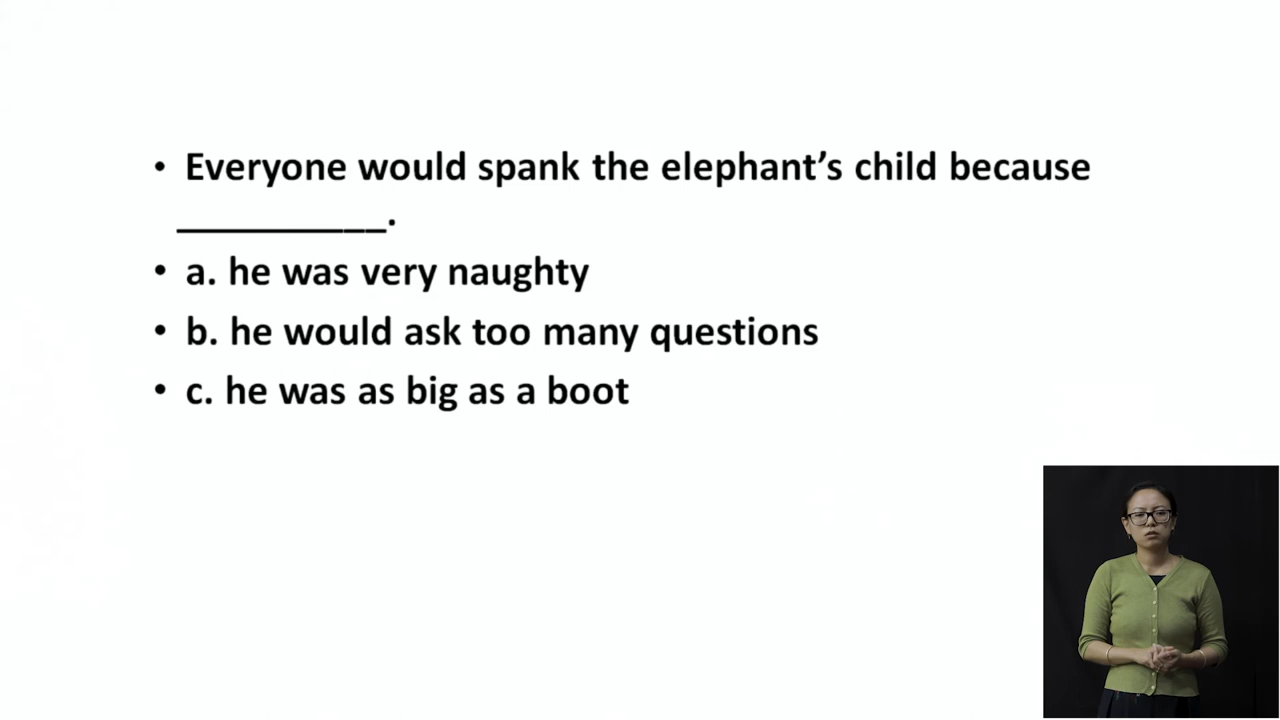 • Everyone would spank the elephant’s child because
__________.
• a. he was very naughty
• b. he would ask too many questions
• c. he was as big as a boot